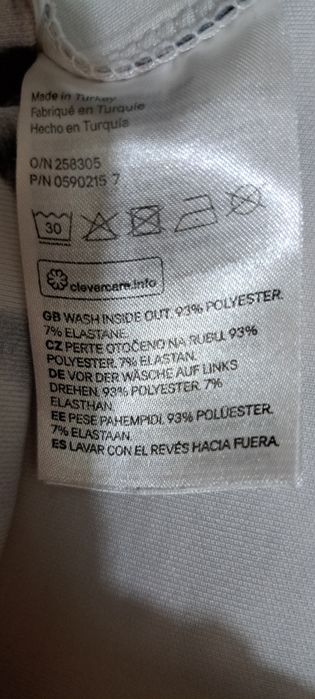 Made in Turkey
Fabriqué en Turquie
Hecho en Turquía
O/N 258305
P/N 0590215 7
30
clevercare.info
GB WASH INSIDE OUT. 93% POLYESTER.
7% ELASTANE.
CZ PERTE OTOČENO NA RUBU. 93%
POLYESTER. 7% ELASTAN.
DE VOR DER WÄSCHE AUF LINKS
DREHEN. 93% POLYESTER. 7%
ELASTHAN.
EE PESE PAHEMPIDI. 93% POLÜESTER.
7% ELASTAAN.
ES LAVAR CON EL REVÉS HACIA FUERA.